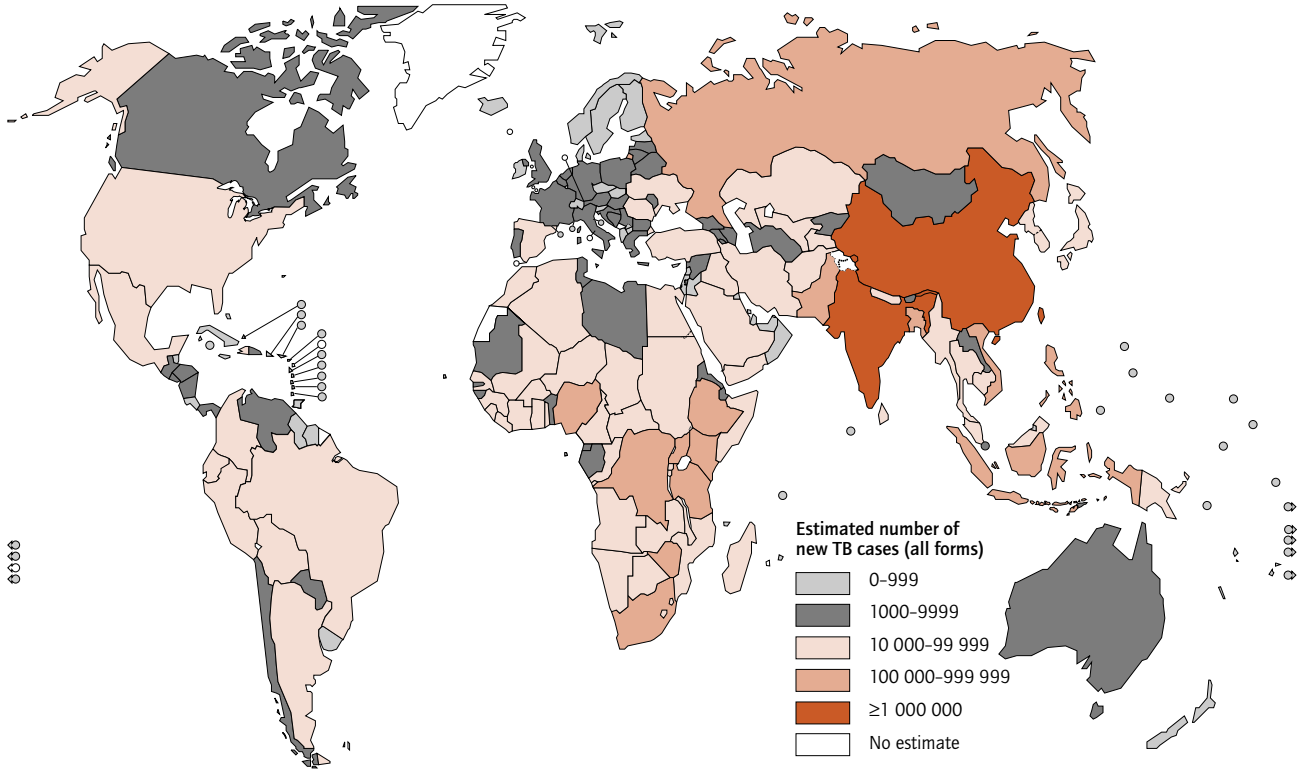 Estimated number of
new TB cases (all forms)
0–999
1000–9999
10 000–99 999
100 000–999 999
≥1 000 000
No estimate